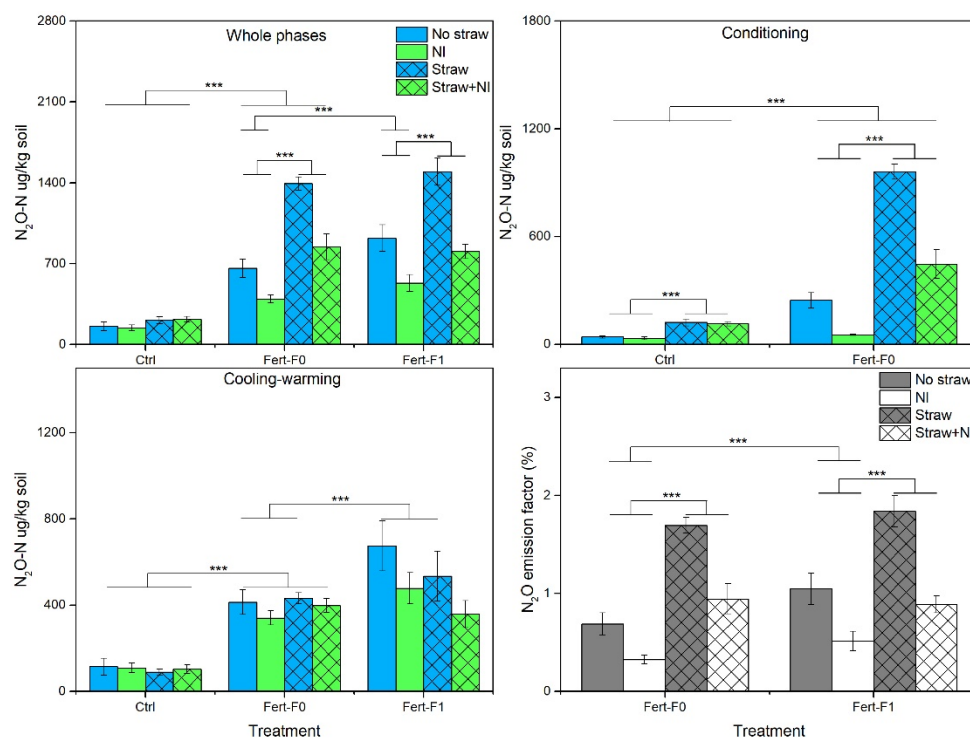 Whole phases
No straw
NI
Straw
Straw+NI
***
***
***
***
N₂O-N ug/kg soil
2800
2100
1400
700
0
Ctrl
Fert-F0
Fert-F1
Conditioning
***
***
***
N₂O-N ug/kg soil
1800
1200
600
0
Ctrl
Fert-F0
Cooling-warming
***
***
N₂O-N ug/kg soil
1200
800
400
0
Ctrl
Fert-F0
Fert-F1
Treatment
No straw
NI
Straw
Straw+N
***
***
***
N₂O emission factor (%)
3
2
1
0
Fert-F0
Fert-F1
Treatment